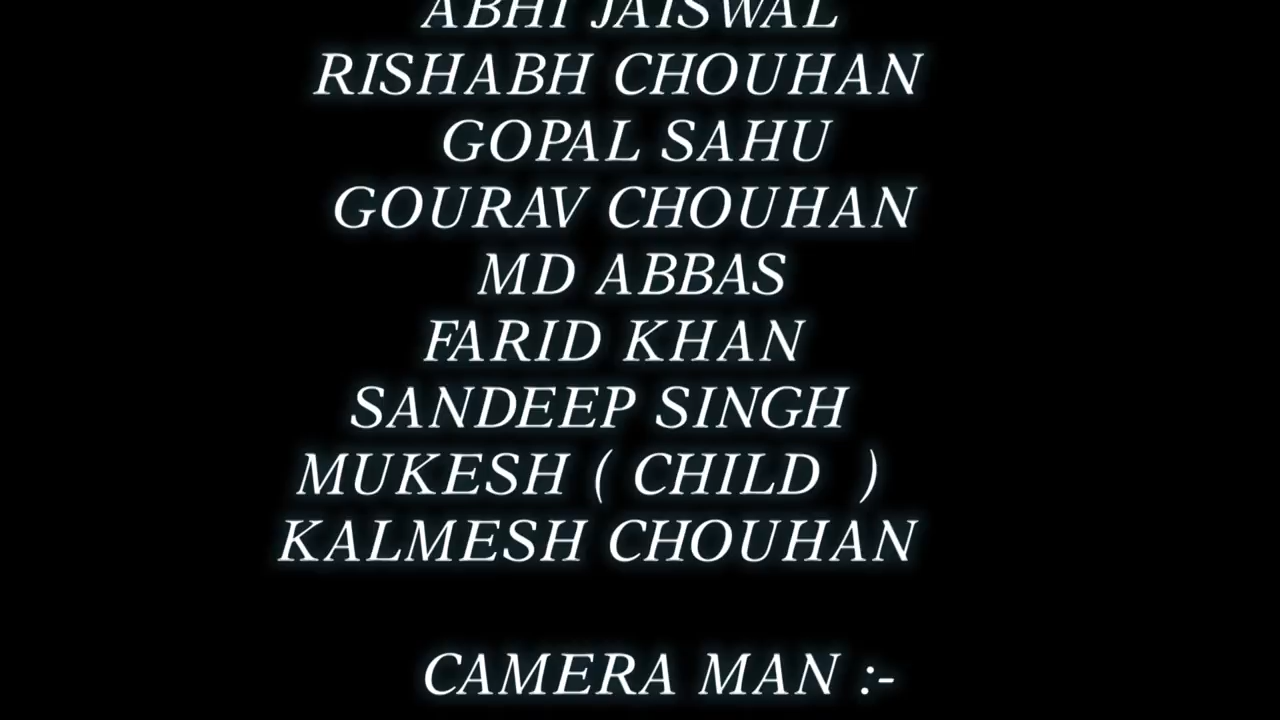 ABHI JAISWAL
RISHABH CHOUHAN
GOPAL SAHU
GOURAV CHOUHAN
MD ABBAS
FARID KHAN
SANDEEP SINGH
MUKESH ( CHILD )
KALMESH CHOUHAN
CAMERA MAN :-